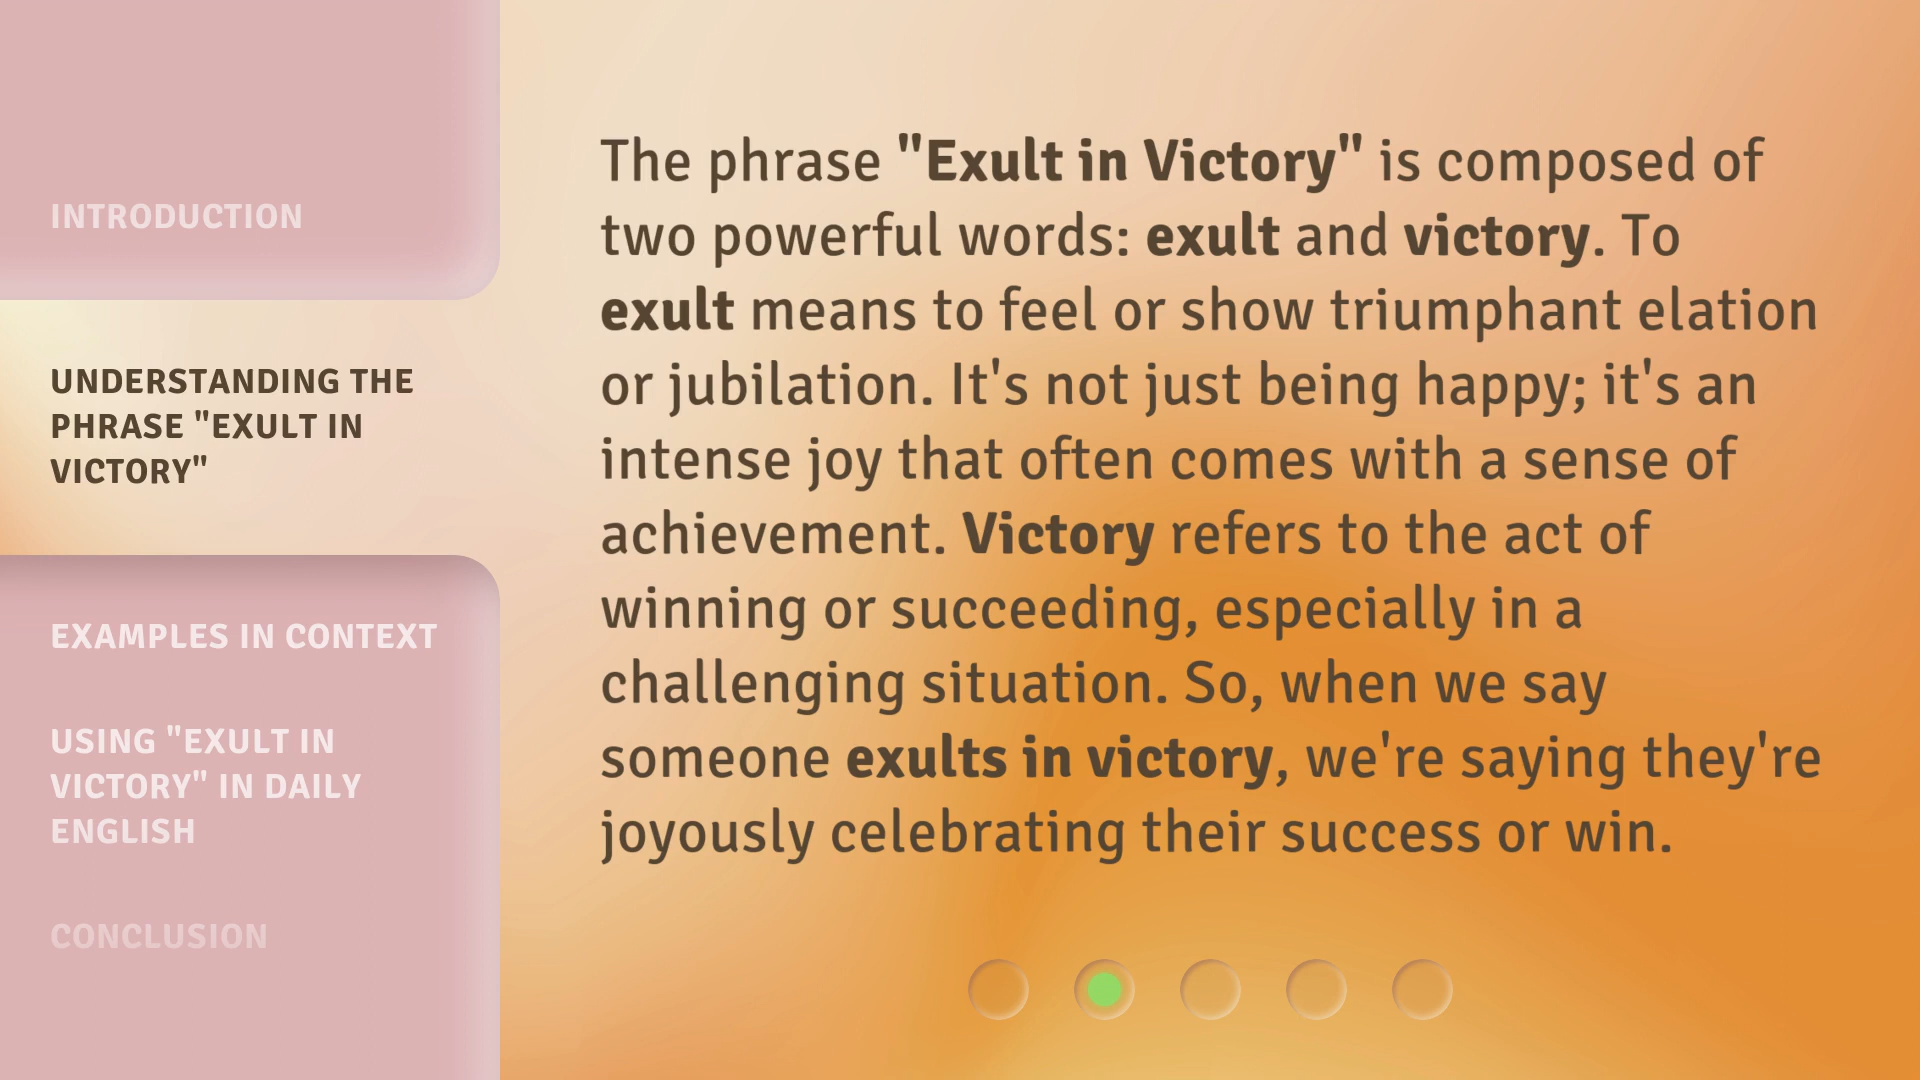 INTRODUCTION
UNDERSTANDING THE
PHRASE "EXULT IN
VICTORY"
EXAMPLES IN CONTEXT
USING "EXULT IN
VICTORY" IN DAILY
ENGLISH
CONCLUSION
The phrase "Exult in Victory" is composed of
two powerful words: exult and victory. To
exult means to feel or show triumphant elation
or jubilation. It's not just being happy; it's an
intense joy that often comes with a sense of
achievement. Victory refers to the act of
winning or succeeding, especially in a
challenging situation. So, when we say
someone exults in victory, we're saying they're
joyously celebrating their success or win.